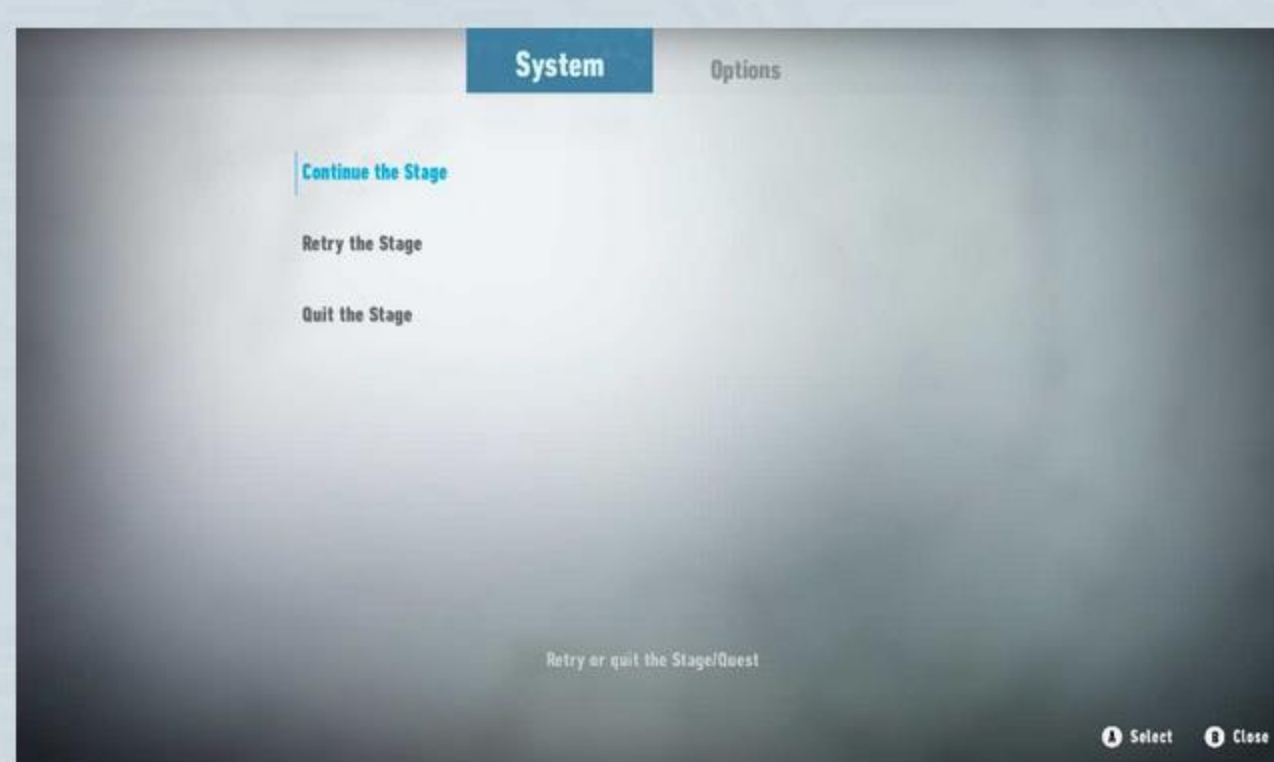 System
Options
Continue the Stage
Retry the Stage
Quit the Stage
Retry or quit the Stage/Quest
A Select B Close